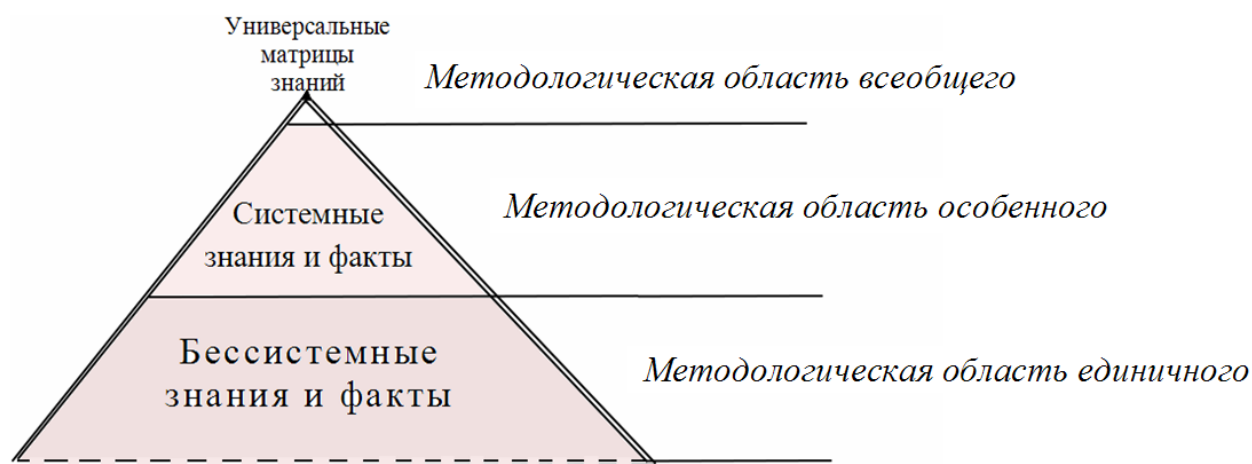 Универсальные
матрицы
знаний
Методологическая область всеобщего
Системные
знания и факты
Методологическая область особенного
Бессистемные
знания и факты
Методологическая область единичного